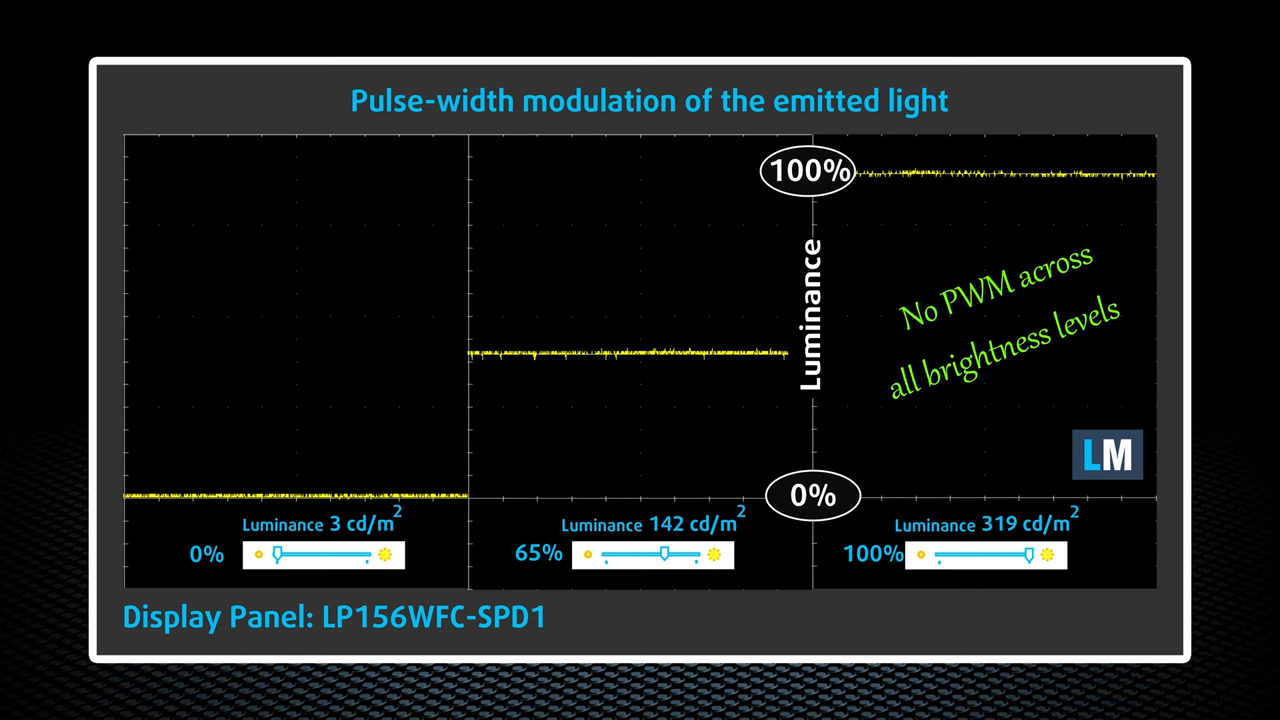 Pulse-width modulation of the emitted light
100%
Luminance
No PWM across
all brightness levels
LM
0%
Luminance 3 cd/m²
Luminance 142 cd/m²
Luminance 319 cd/m²
0%
65%
100%
Display Panel: LP156WFC-SPD1